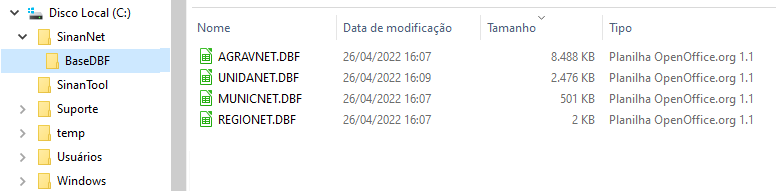 Disco Local (C:)
SinanNet
BaseDBF
SinanTool
Suporte
temp
Usuários
Windows
Nome Data de modificação Tamanho Tipo
AGRAVNET.DBF 26/04/2022 16:07 8.488 KB Planilha OpenOffice.org 1.1
UNIDANET.DBF 26/04/2022 16:09 2.476 KB Planilha OpenOffice.org 1.1
MUNICNET.DBF 26/04/2022 16:07 501 KB Planilha OpenOffice.org 1.1
REGIONET.DBF 26/04/2022 16:07 2 KB Planilha OpenOffice.org 1.1